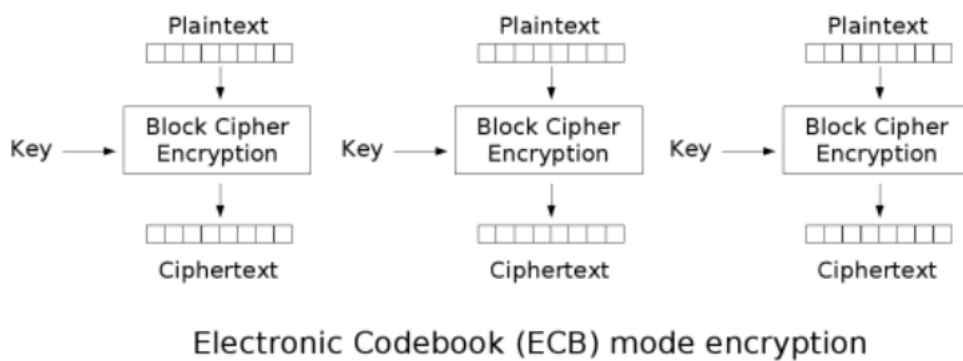 Plaintext Plaintext Plaintext
Block Cipher Block Cipher Block Cipher
Key Encryption Key Encryption Key Encryption
Ciphertext Ciphertext Ciphertext
Electronic Codebook (ECB) mode encryption